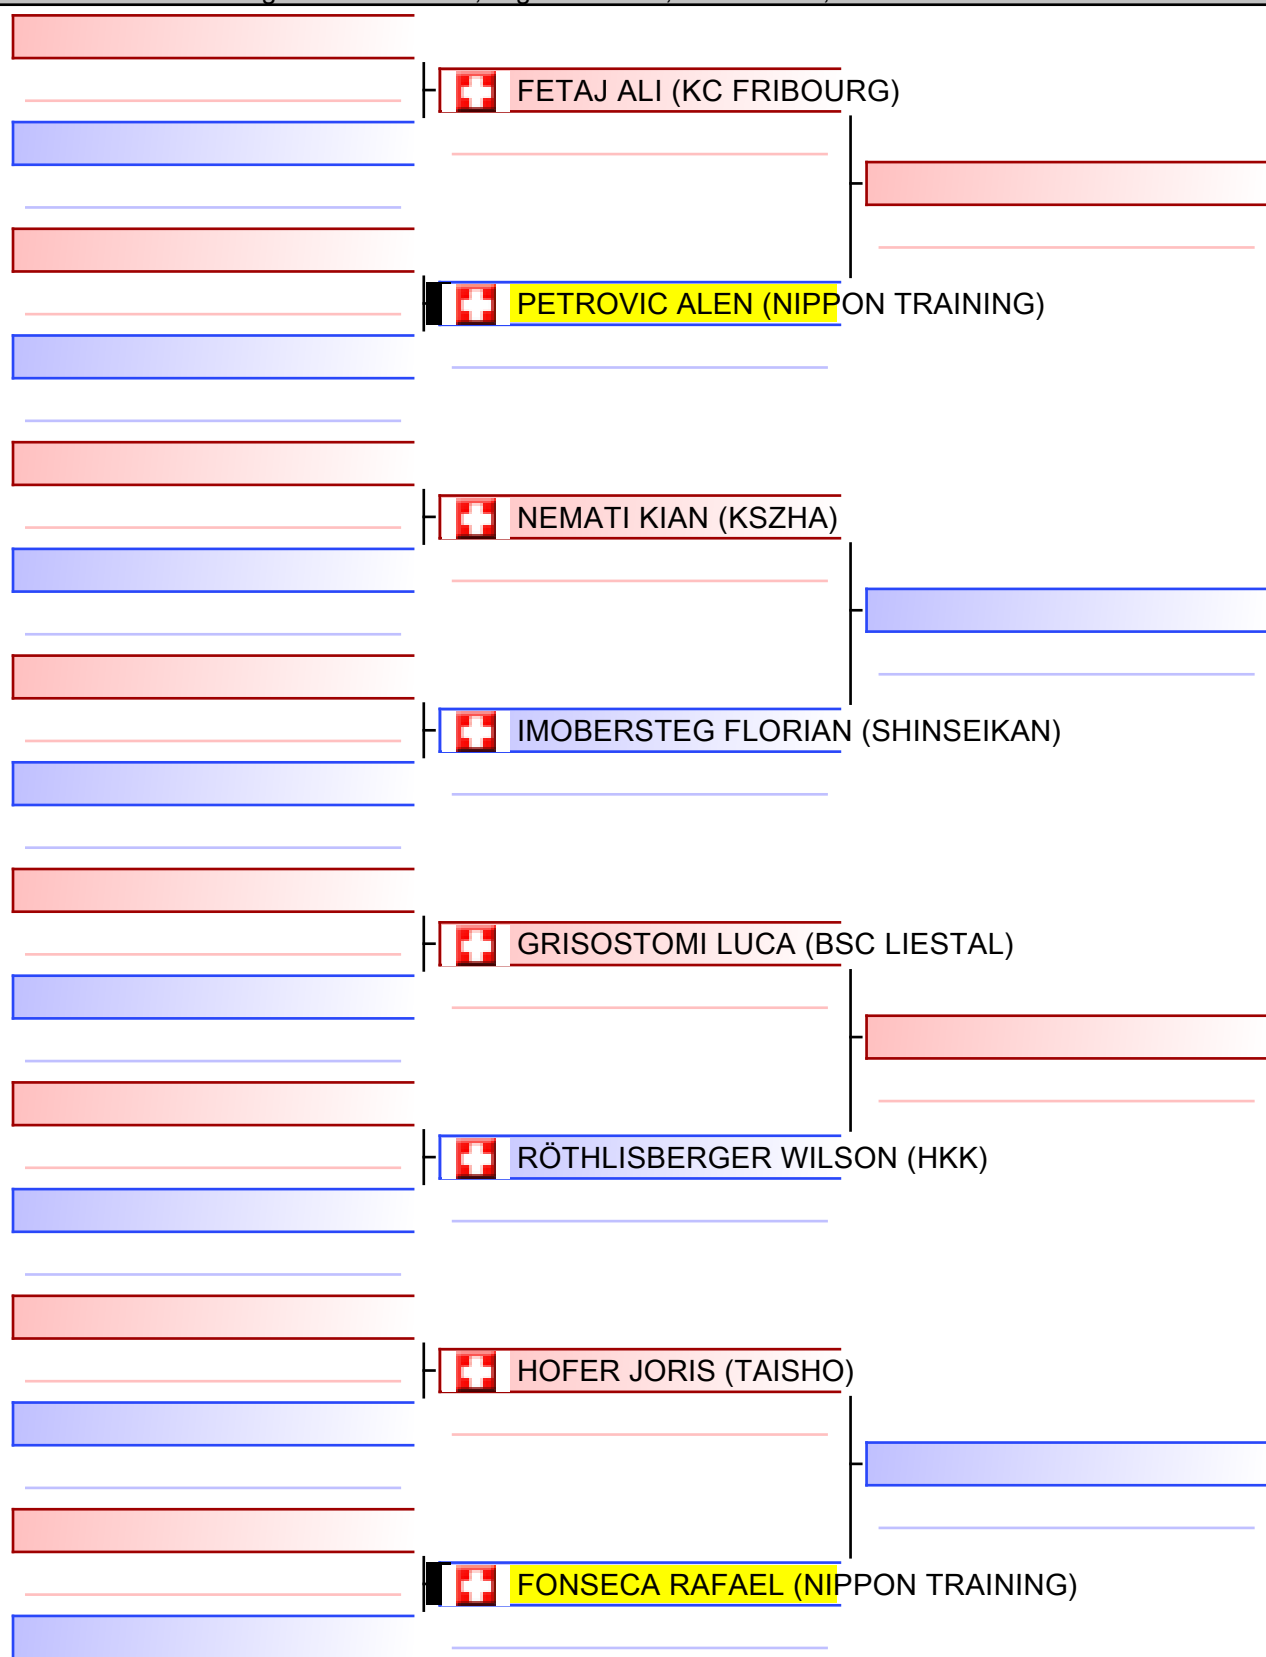 FETAJ ALI (KC FRIBOURG)
PETROVIC ALEN (NIPPON TRAINING)
NEMATI KIAN (KSZHA)
IMOBERSTEG FLORIAN (SHINSEIKAN)
GRISOSTOMI LUCA (BSC LIESTAL)
RÖTHLISBERGER WILSON (HKK)
HOFER JORIS (TAISHO)
FONSECA RAFAEL (NIPPON TRAINING)